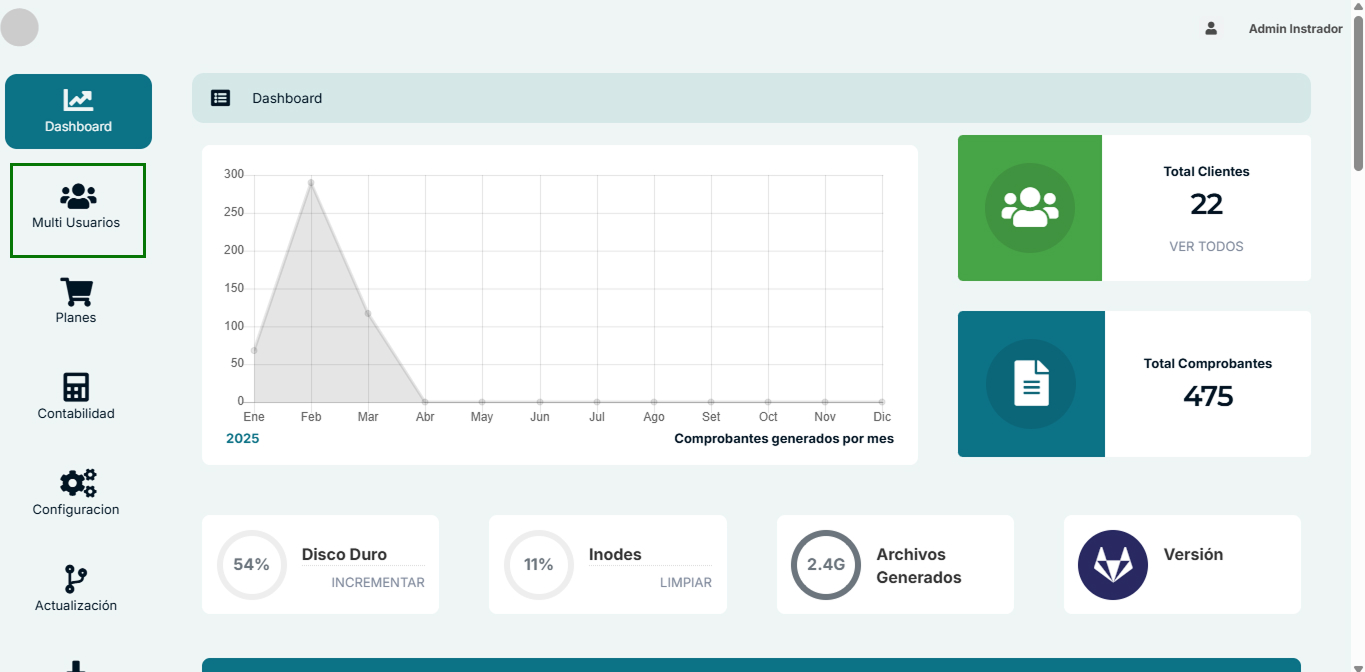 Admin Instrador
Dashboard
Multi Usuarios
Planes
Contabilidad
Configuracion
Actualización
Dashboard
300
250
200
150
100
50
0
Ene Feb Mar Abr May Jun Jul Ago Set Oct Nov Dic
2025 Comprobantes generados por mes
Total Clientes
22
VER TODOS
Total Comprobantes
475
54%
Disco Duro
INCREMENTAR
11%
Inodes
LIMPIAR
2.4G
Archivos
Generados
Versión